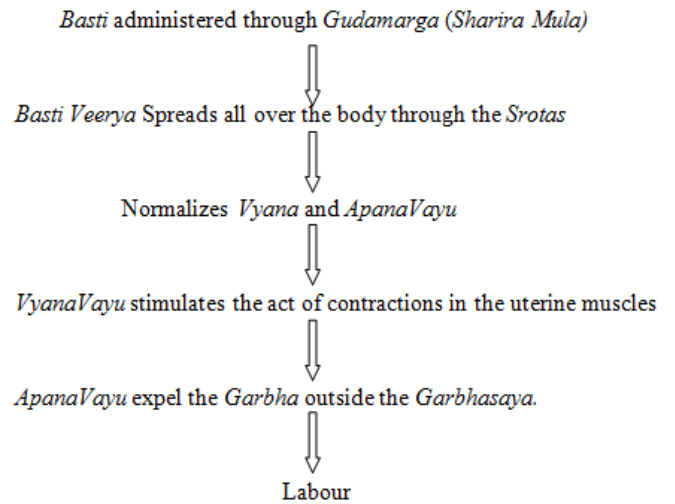 Basti administered through Gudamarga (Sharira Mula)
Basti Veerya Spreads all over the body through the Srotas
Normalizes Vyana and ApanaVayu
VyanaVayu stimulates the act of contractions in the uterine muscles
ApanaVayu expel the Garbha outside the Garbhasaya.
Labour